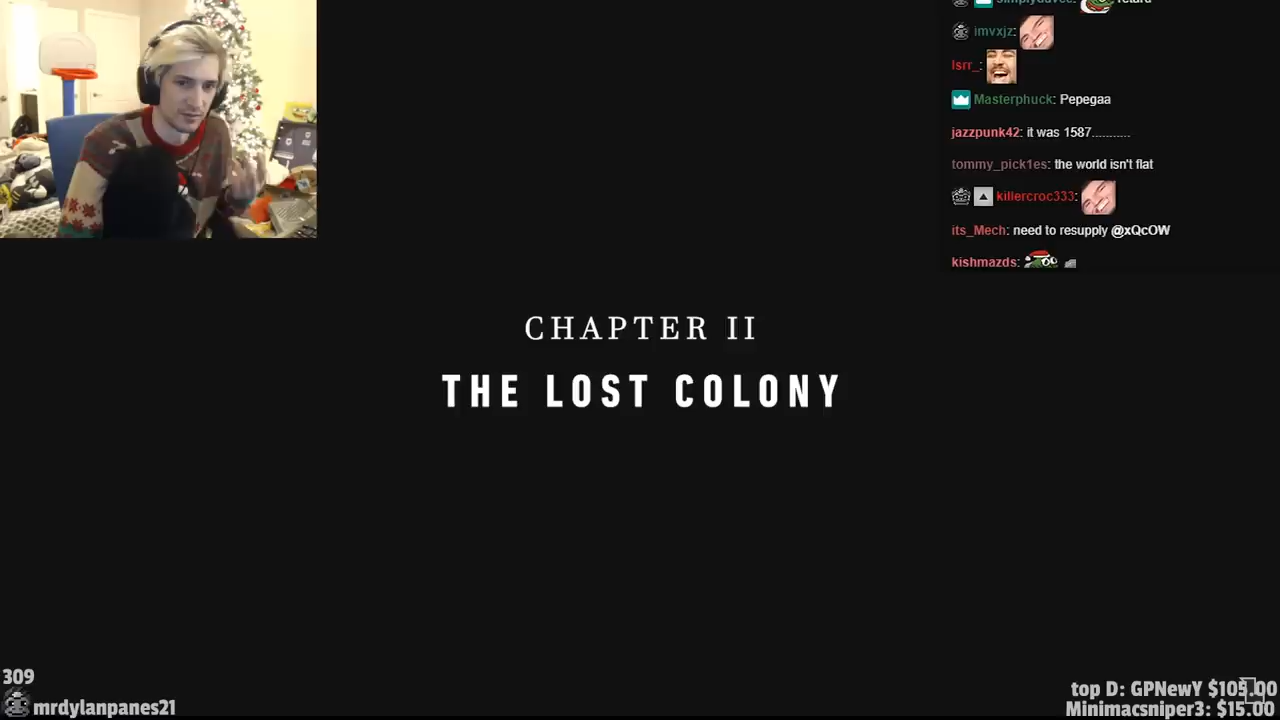 imvxjz:
lsrr_:
Masterphuck: Pepegaa
jazzpunk42: it was 1587..........
tommy_pick1es: the world isn't flat
killercroc333:
its_Mech: need to resupply @xQcOW
kishmazds:
CHAPTER II
THE LOST COLONY
309
mrdylanpanes21
top D: GPNewY $105.00
Minimacsniper3: $15.00